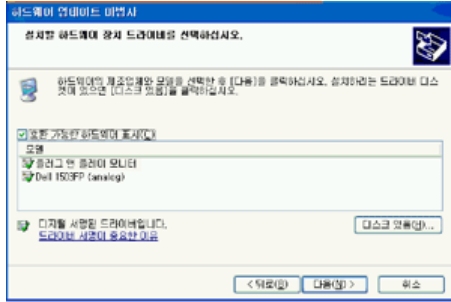 하드웨어 업데이트 마법사
설치할 하드웨어 장치 드라이버를 선택하십시오.
하드웨어의 제조업체와 모델을 선택한 후 [다음]을 클릭하십시오. 설치하려는 드라이버 디스
켓이 있으면 [디스크 있음]을 클릭하십시오.
호환 가능한 하드웨어 표시(C)
모델
플러그 앤 플레이 모니터
Dell 1503FP (analog)
디지털 서명된 드라이버입니다.
드라이버 서명이 중요한 이유
디스크 있음(H)...
< 뒤로(B)
다음(N) >
취소